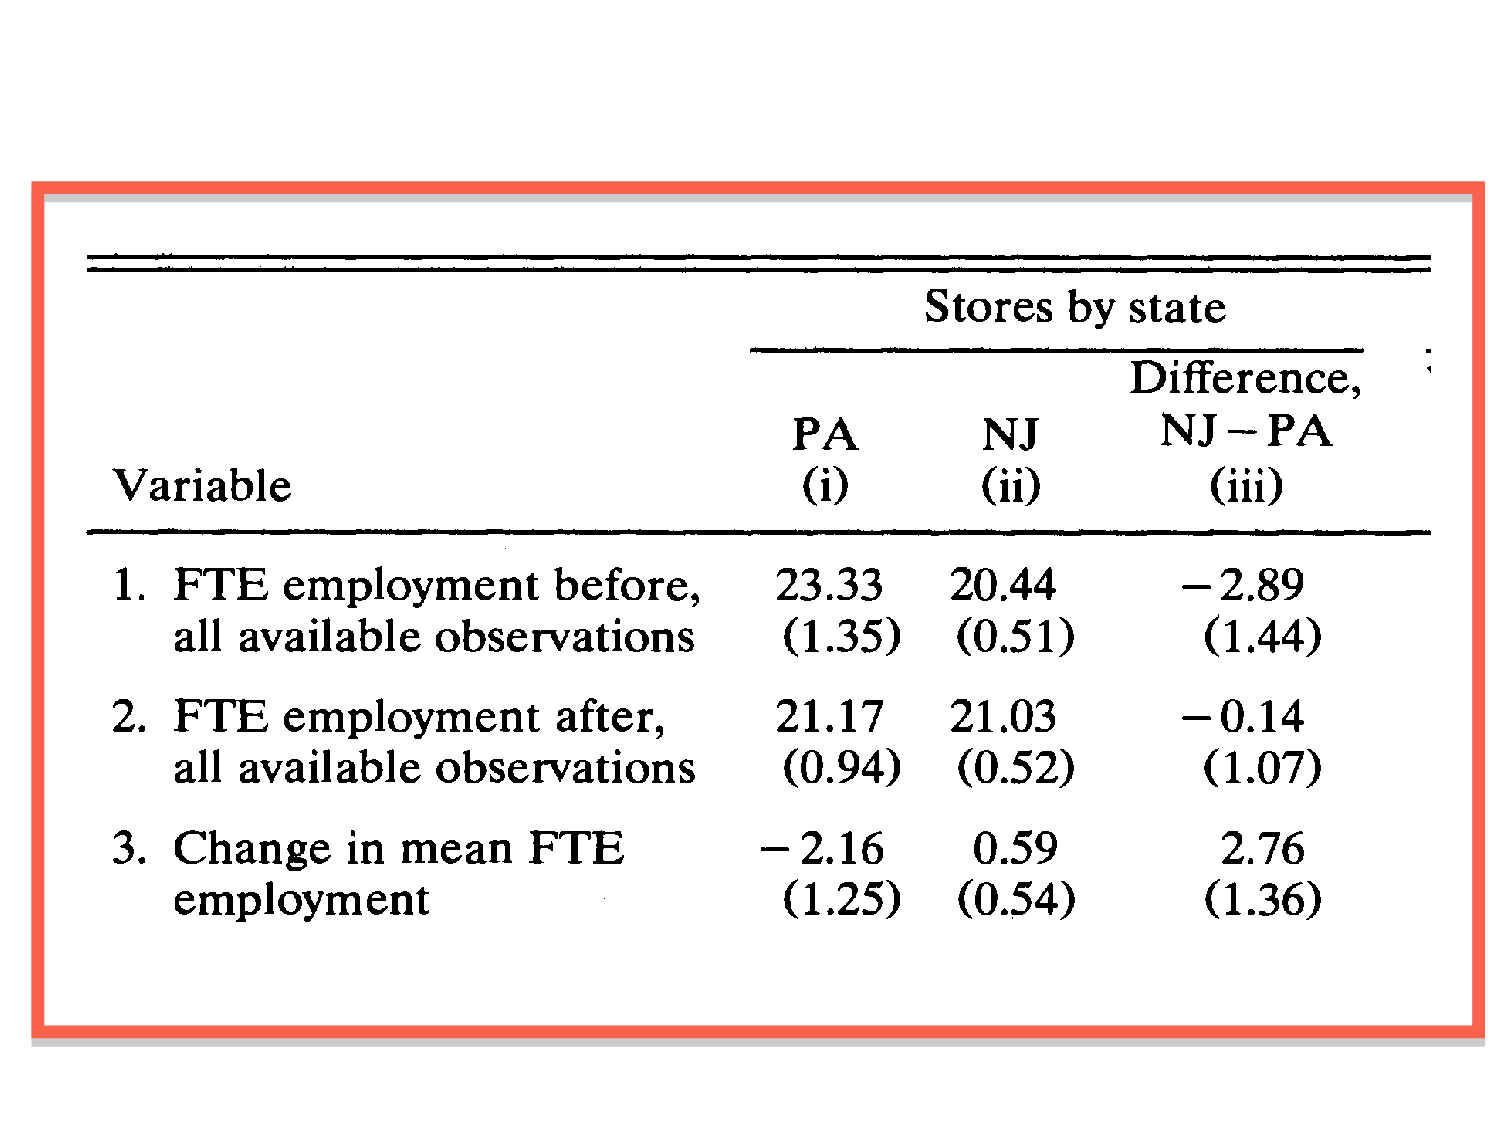 Stores by state
Difference,
PA NJ NJ – PA
Variable (i) (ii) (iii)
1. FTE employment before, 23.33 20.44 −2.89
all available observations (1.35) (0.51) (1.44)
2. FTE employment after, 21.17 21.03 −0.14
all available observations (0.94) (0.52) (1.07)
3. Change in mean FTE −2.16 0.59 2.76
employment (1.25) (0.54) (1.36)